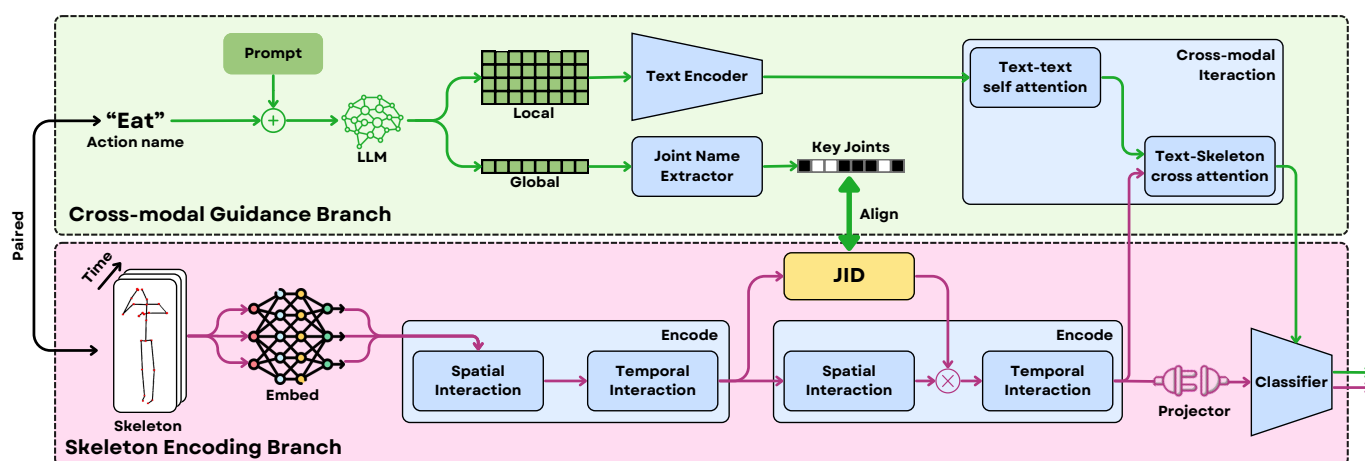 Prompt
"Eat"
Action name
LLM
Local
Global
Text Encoder
Joint Name
Extractor
Key Joints
Align
Cross-modal
Iteraction
Text-text
self attention
Text-Skeleton
cross attention
Cross-modal Guidance Branch
Paired
Time
Skeleton
Embed
Encode
Spatial
Interaction
Temporal
Interaction
JID
Encode
Spatial
Interaction
Temporal
Interaction
Projector
Classifier
Skeleton Encoding Branch